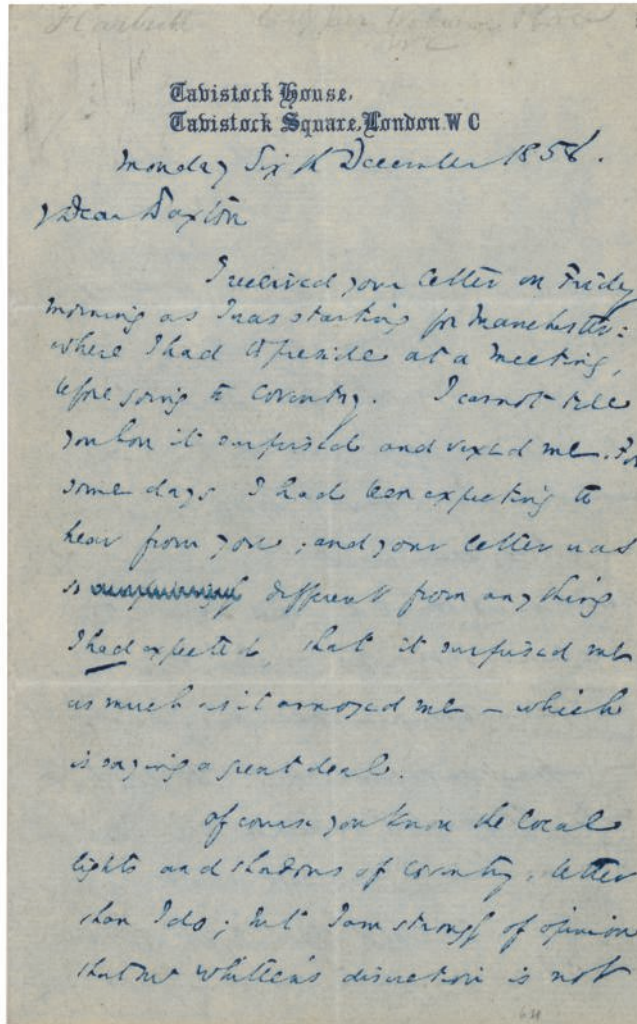 Tavistock House,
Tavistock Square, London. W C
Monday Sixth December 1858.
My Dear Paxton
I received your letter on Friday
morning as I was starting for Manchester:
where I had to preside at a meeting,
before going to Coventry. I cannot tell
you how it surprised and vexed me. For
some days I had been expecting to
hear from you; and your letter was
so different from anything
I had expected, that it surprised me
as much as it annoyed me – which
is saying a great deal.
Of course you know the local
lights and shadows of Coventry, better
than I do; but I am strongly of opinion
that Mr discretion is not